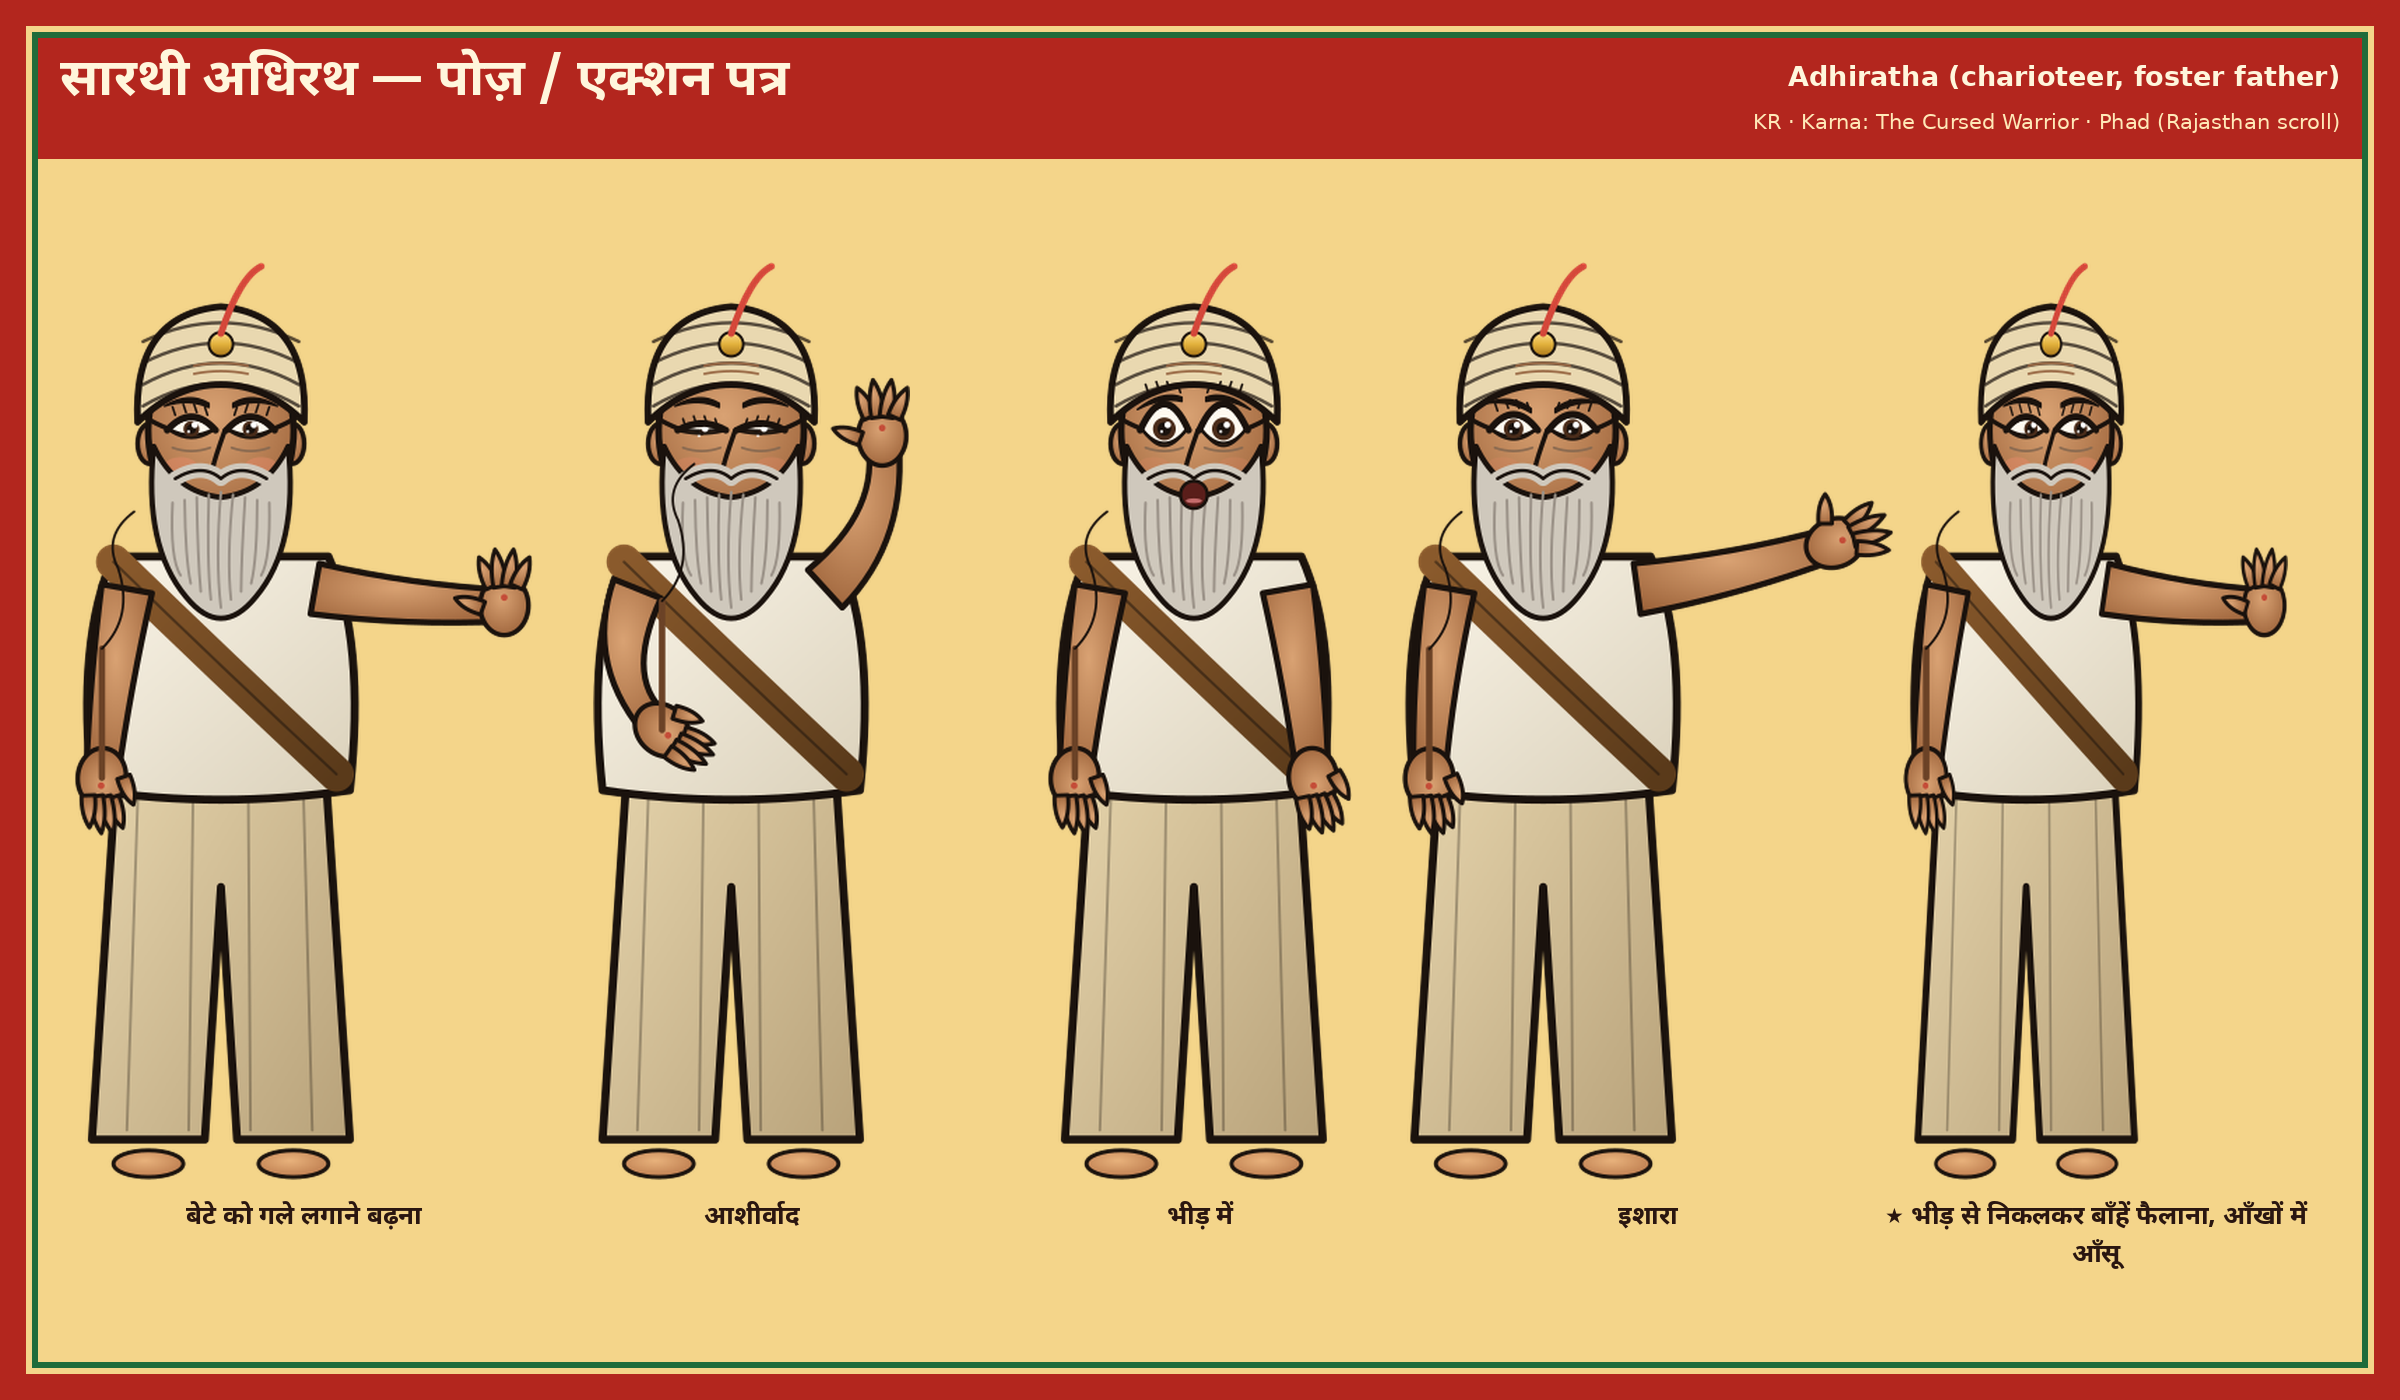 सारथी अधिरथ — पोज़ / एक्शन पत्र
Adhiratha (charioteer, foster father)
KR · Karna: The Cursed Warrior · Phad (Rajasthan scroll)
बेटे को गले लगाने बढ़ना
आशीर्वाद
भीड़ में
इशारा
★ भीड़ से निकलकर बाँहें फैलाना, आँखों में
आँसू